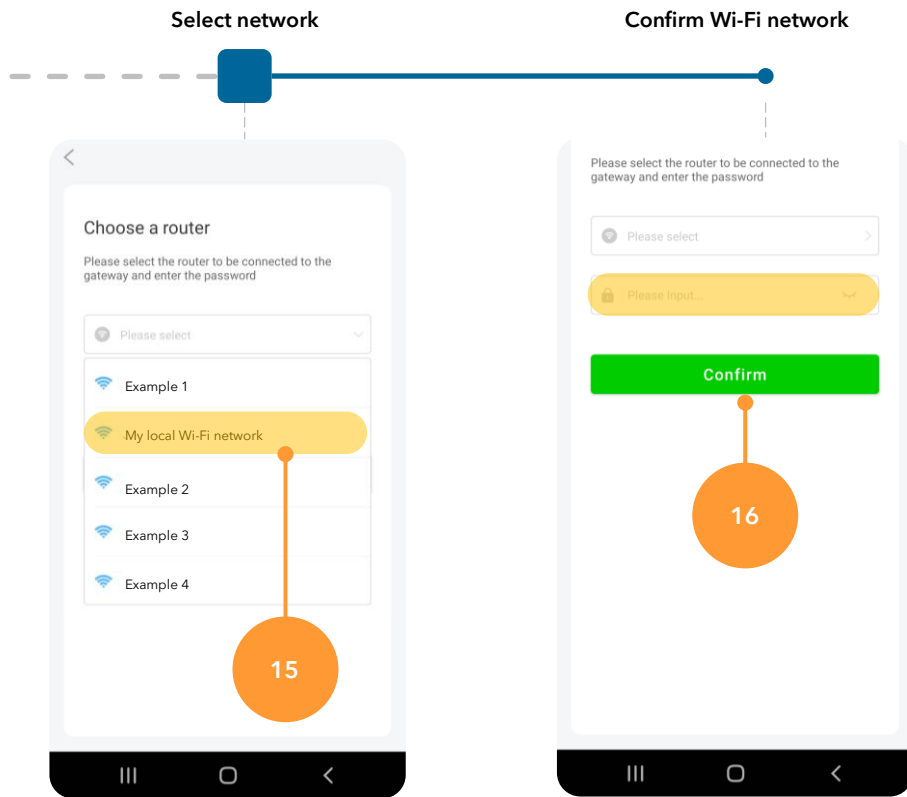 Select network
Confirm Wi-Fi network
Choose a router
Please select the router to be connected to the
gateway and enter the password
Please select
Example 1
My local Wi-Fi network
Example 2
Example 3
Example 4
15
Please select the router to be connected to the
gateway and enter the password
Please select
Please Input...
Confirm
16